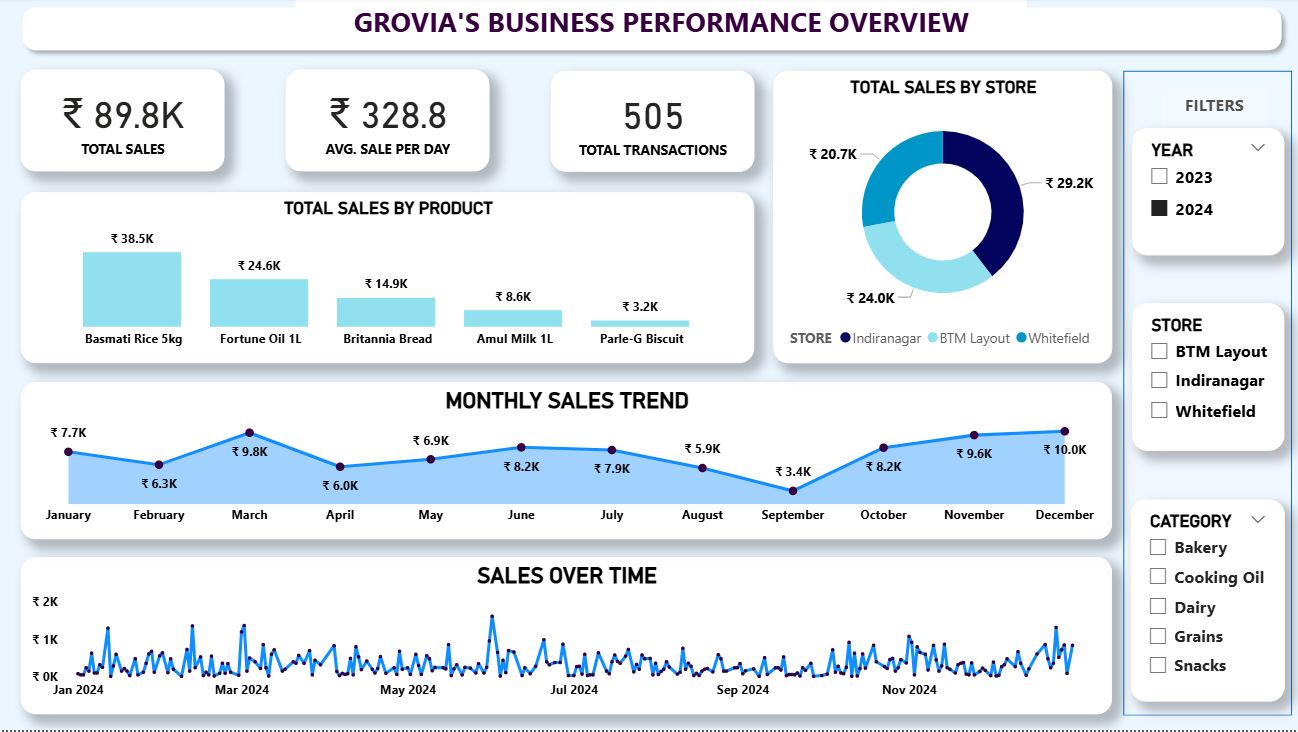 GROVIA'S BUSINESS PERFORMANCE OVERVIEW
₹ 89.8K
TOTAL SALES
₹ 328.8
AVG. SALE PER DAY
505
TOTAL TRANSACTIONS
TOTAL SALES BY PRODUCT
₹ 38.5K
₹ 24.6K
₹ 14.9K
₹ 8.6K
₹ 3.2K
Basmati Rice 5kg Fortune Oil 1L Britannia Bread Amul Milk 1L Parle-G Biscuit
TOTAL SALES BY STORE
₹ 20.7K
₹ 29.2K
₹ 24.0K
STORE Indiranagar BTM Layout Whitefield
MONTHLY SALES TREND
₹ 7.7K
₹ 6.3K
₹ 9.8K
₹ 6.0K
₹ 6.9K
₹ 8.2K
₹ 7.9K
₹ 5.9K
₹ 3.4K
₹ 8.2K
₹ 9.6K
₹ 10.0K
January February March April May June July August September October November December
SALES OVER TIME
₹ 2K
₹ 1K
₹ 0K
Jan 2024 Mar 2024 May 2024 Jul 2024 Sep 2024 Nov 2024
FILTERS
YEAR
2023
2024
STORE
BTM Layout
Indiranagar
Whitefield
CATEGORY
Bakery
Cooking Oil
Dairy
Grains
Snacks